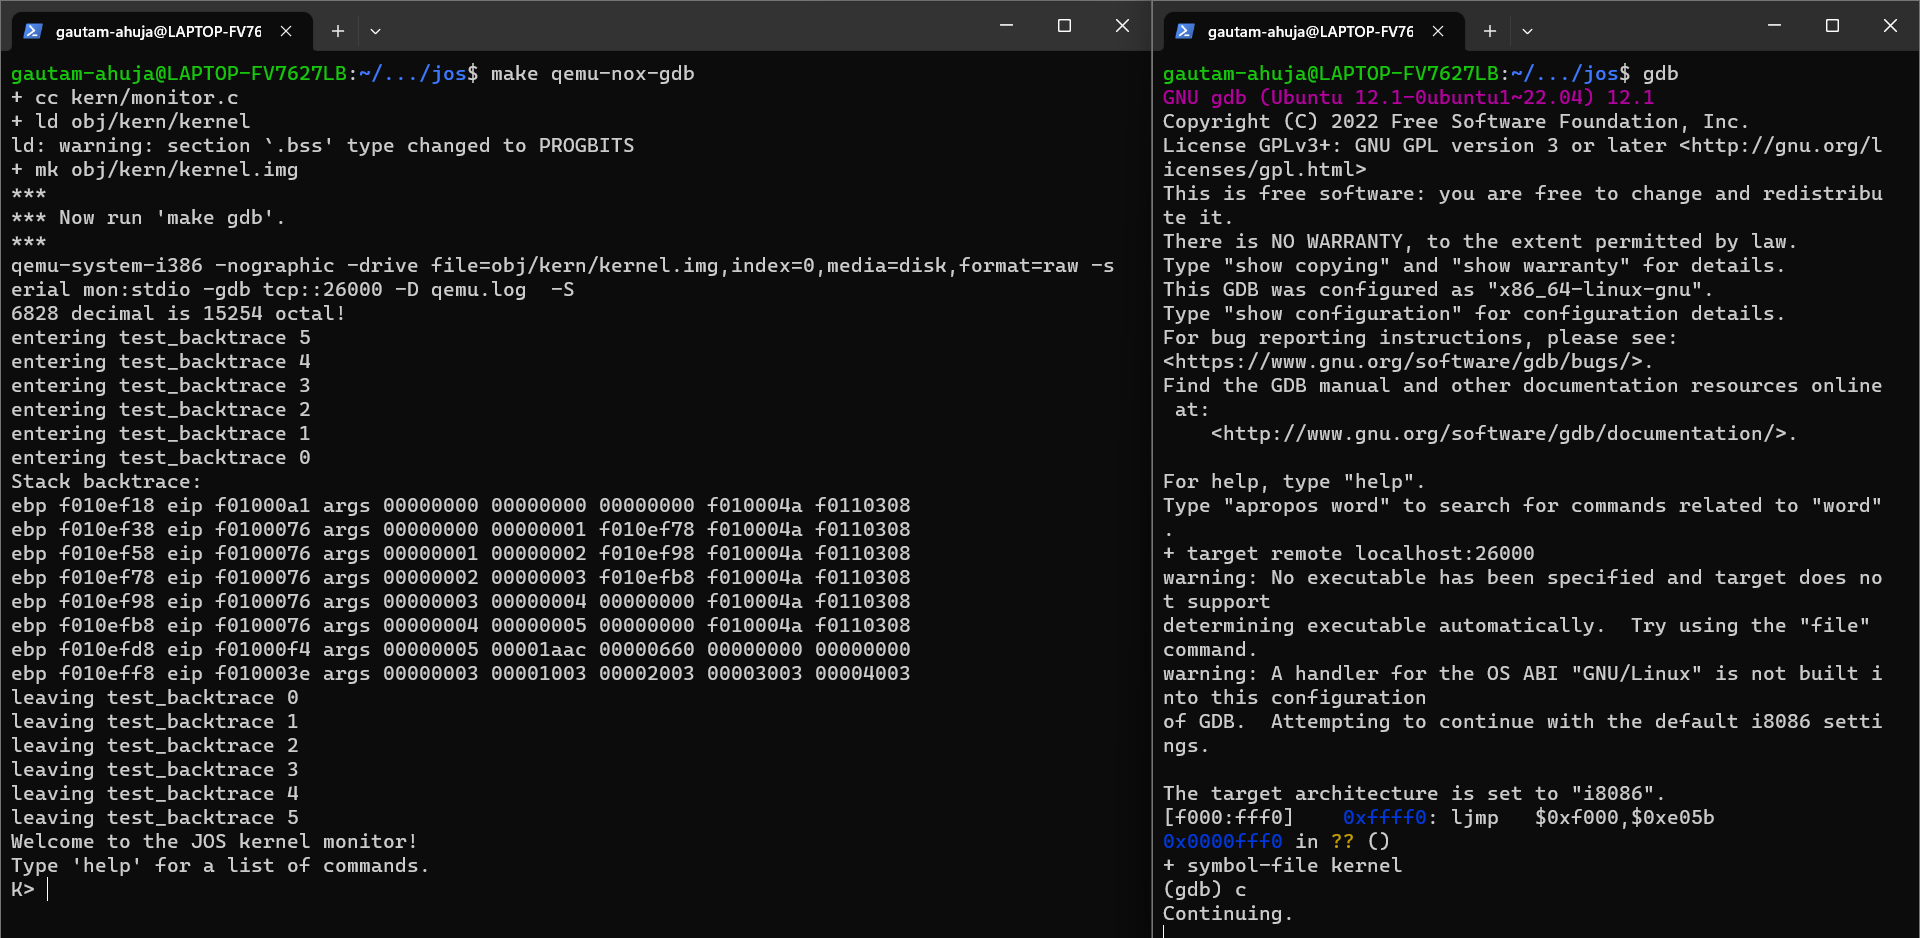 gautam-ahuja@LAPTOP-FV76
gautam-ahuja@LAPTOP-FV7627LB:~/.../jos$ make qemu-nox-gdb
+ cc kern/monitor.c
+ ld obj/kern/kernel
ld: warning: section `.bss' type changed to PROGBITS
+ mk obj/kern/kernel.img
***
*** Now run 'make gdb'.
***
qemu-system-i386 -nographic -drive file=obj/kern/kernel.img,index=0,media=disk,format=raw -s
erial mon:stdio -gdb tcp::26000 -D qemu.log  -S
6828 decimal is 15254 octal!
entering test_backtrace 5
entering test_backtrace 4
entering test_backtrace 3
entering test_backtrace 2
entering test_backtrace 1
entering test_backtrace 0
Stack backtrace:
ebp f010ef18 eip f01000a1 args 00000000 00000000 00000000 f010004a f0110308
ebp f010ef38 eip f0100076 args 00000000 00000001 f010ef78 f010004a f0110308
ebp f010ef58 eip f0100076 args 00000001 00000002 f010ef98 f010004a f0110308
ebp f010ef78 eip f0100076 args 00000002 00000003 f010efb8 f010004a f0110308
ebp f010ef98 eip f0100076 args 00000003 00000004 00000000 f010004a f0110308
ebp f010efb8 eip f0100076 args 00000004 00000005 00000000 f010004a f0110308
ebp f010efd8 eip f01000f4 args 00000005 00001aac 00000660 00000000 00000000
ebp f010eff8 eip f010003e args 00000003 00001003 00002003 00003003 00004003
leaving test_backtrace 0
leaving test_backtrace 1
leaving test_backtrace 2
leaving test_backtrace 3
leaving test_backtrace 4
leaving test_backtrace 5
Welcome to the JOS kernel monitor!
Type 'help' for a list of commands.
K>
gautam-ahuja@LAPTOP-FV76
gautam-ahuja@LAPTOP-FV7627LB:~/.../jos$ gdb
GNU gdb (Ubuntu 12.1-0ubuntu1~22.04) 12.1
Copyright (C) 2022 Free Software Foundation, Inc.
License GPLv3+: GNU GPL version 3 or later <http://gnu.org/l
icenses/gpl.html>
This is free software: you are free to change and redistribu
te it.
There is NO WARRANTY, to the extent permitted by law.
Type "show copying" and "show warranty" for details.
This GDB was configured as "x86_64-linux-gnu".
Type "show configuration" for configuration details.
For bug reporting instructions, please see:
<https://www.gnu.org/software/gdb/bugs/>.
Find the GDB manual and other documentation resources online
 at:
    <http://www.gnu.org/software/gdb/documentation/>.
For help, type "help".
Type "apropos word" to search for commands related to "word"
.
+ target remote localhost:26000
warning: No executable has been specified and target does no
t support
determining executable automatically.  Try using the "file"
command.
warning: A handler for the OS ABI "GNU/Linux" is not built i
nto this configuration
of GDB.  Attempting to continue with the default i8086 setti
ngs.
The target architecture is set to "i8086".
[f000:fff0]    0xffff0: ljmp   $0xf000,$0xe05b
0x0000fff0 in ?? ()
+ symbol-file kernel
(gdb) c
Continuing.